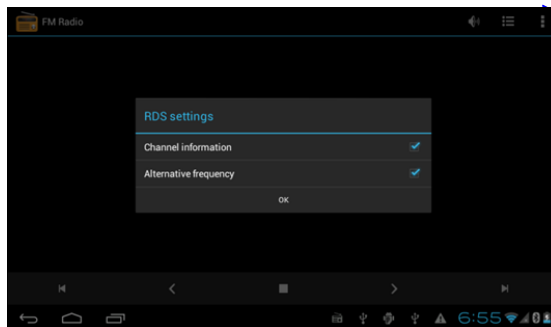 FM Radio
RDS settings
Channel information
Alternative frequency
OK
6:55